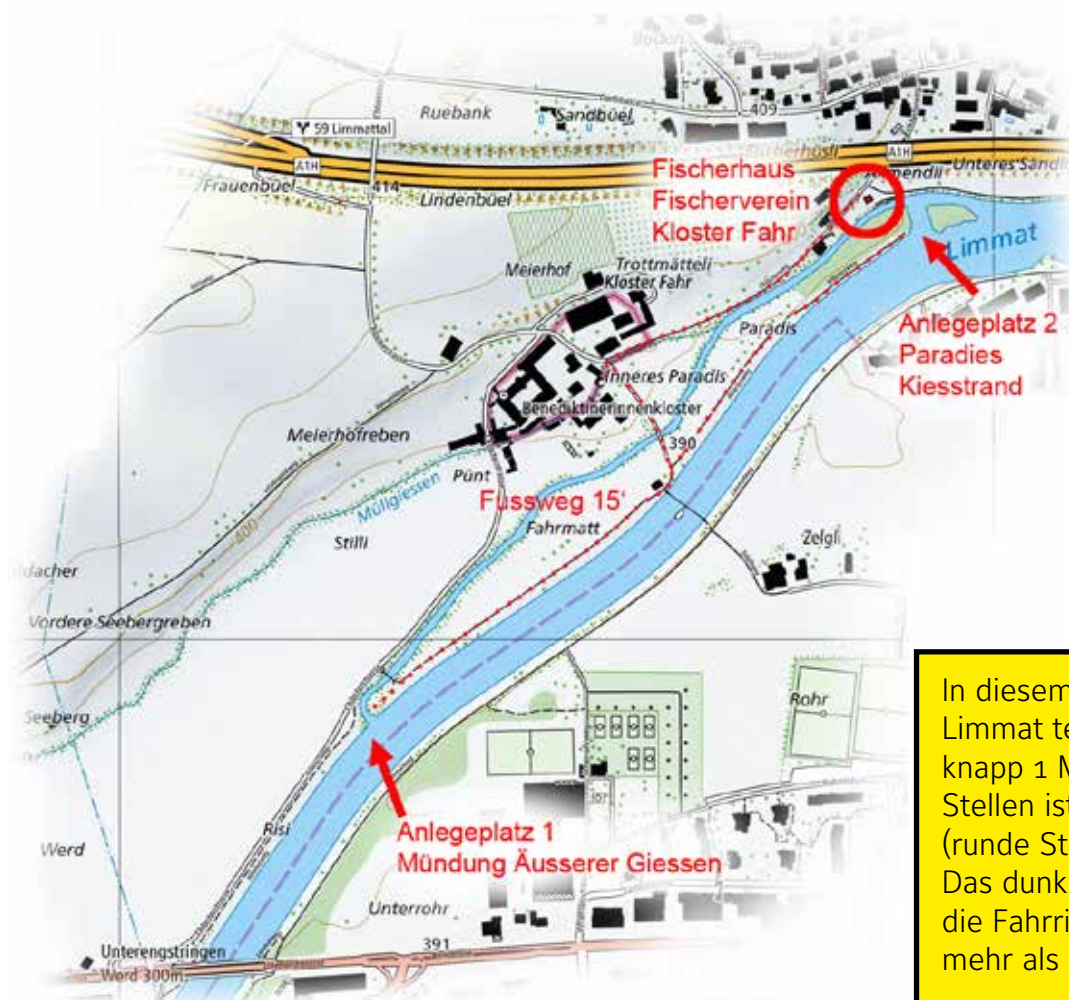 409
Ruebank
Sandbüel
59 Limmattal
A1H
A1H
Fischerhaus
Fischerverein
Kloster Fahr
Unteres Sandli
Frauenbüel
414
Lindenbüel
Limmat
Meierhof
Trottmätteli
Kloster Fahr
Anlegeplatz 2
Paradies
Kiesstrand
Paradis
Inneres Paradis
Benediktinerinnenkloster
Meierhofreben
390
Pünt
Müligiessen
Fussweg 15'
400
Stilli
Fahrmatt
Zelgli
Vordere Seebergreben
Seeberg
Rohr
Risi
Anlegeplatz 1
Mündung Äusserer Giessen
Werd
Unterrohr
391
Unterengstringen
Werd 300m
In diesem
Limmat te
knapp 1 M
Stellen ist
(runde St
Das dunk
die Fahrri
mehr als